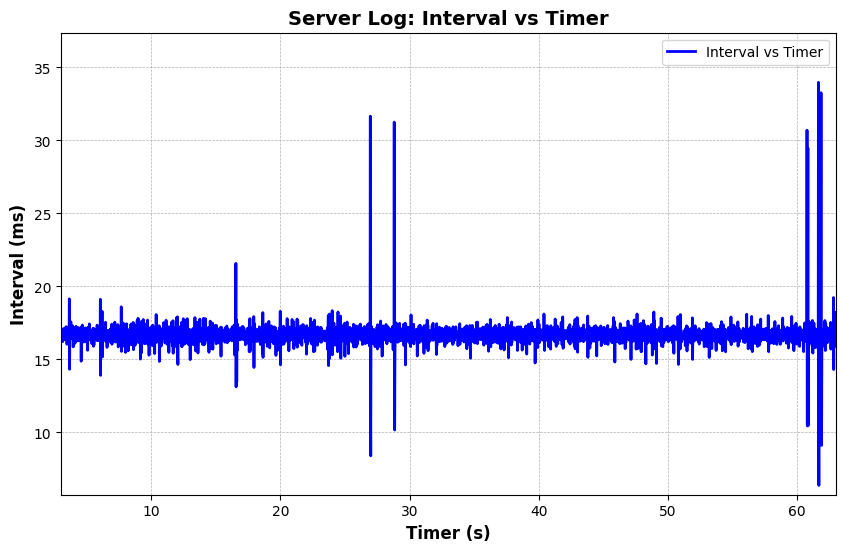 Server Log: Interval vs Timer
Interval vs Timer
Interval (ms)
35
30
25
20
15
10
10 20 30 40 50 60
Timer (s)